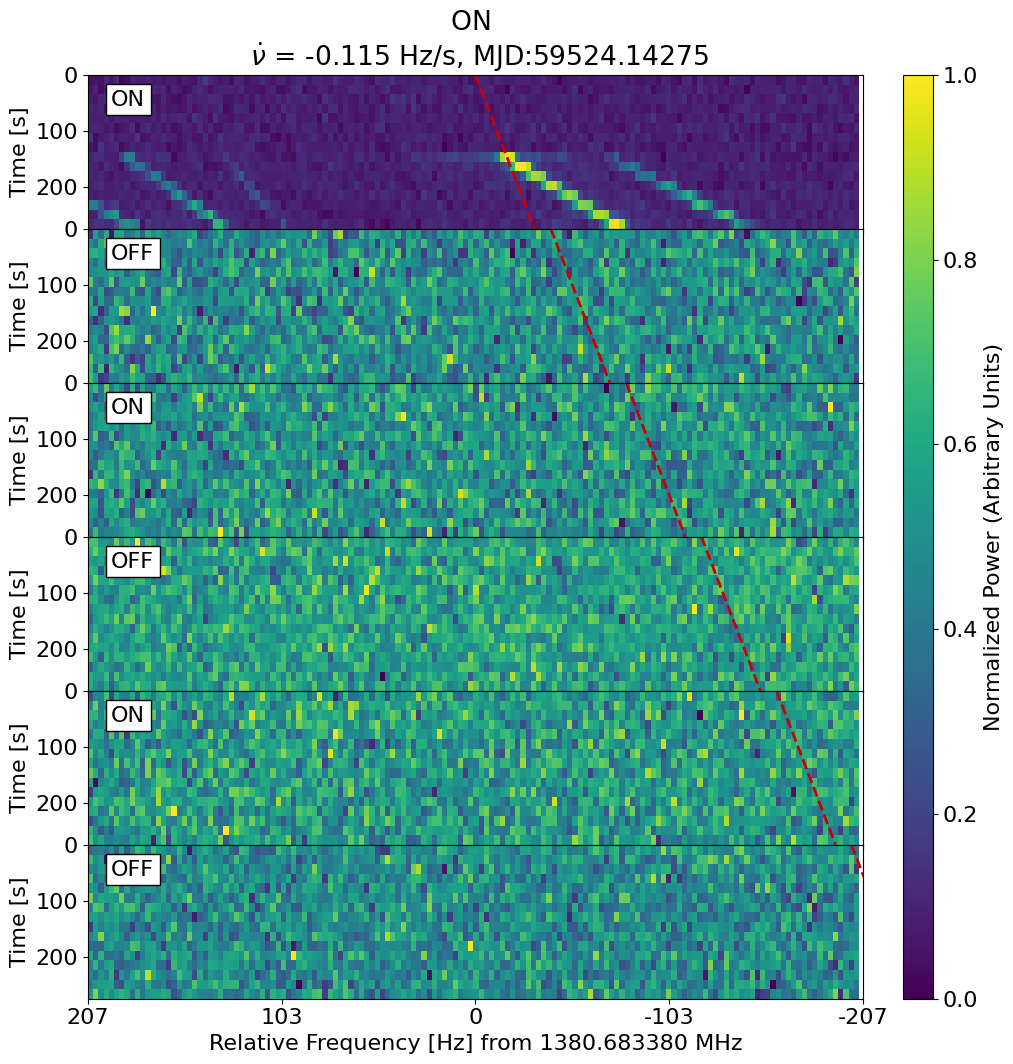 ON
ν̇ = -0.115 Hz/s, MJD:59524.14275
0
ON
100
200
Time [s]
0
OFF
100
200
Time [s]
0
ON
100
200
Time [s]
0
OFF
100
200
Time [s]
0
ON
100
200
Time [s]
0
OFF
100
200
Time [s]
207 103 0 -103 -207
Relative Frequency [Hz] from 1380.683380 MHz
1.0
0.8
0.6
0.4
0.2
0.0
Normalized Power (Arbitrary Units)